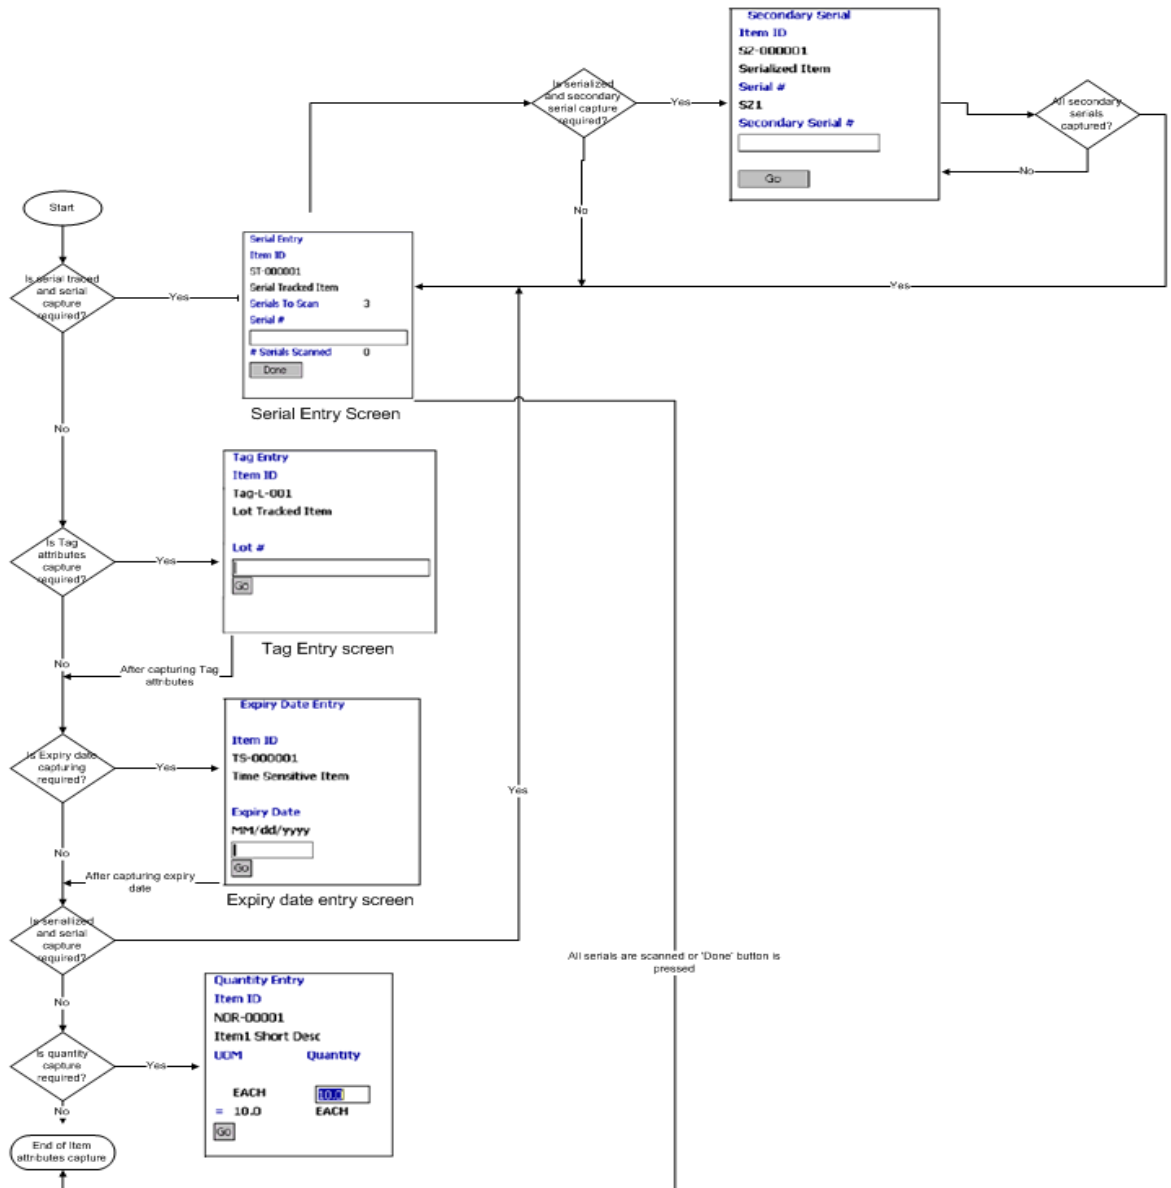 Secondary Serial
Item ID
S2-000001
Serialized Item
Serial #
SZ1
Secondary Serial #
Go
Is serialized
and secondary
serial capture
required?
Yes
No
All secondary
serials
captured?
No
Yes
Start
Is serial traced
and serial
capture
required?
Yes
No
Serial Entry
Item ID
ST-000001
Serial Tracked Item
Serials To Scan 3
Serial #
# Serials Scanned 0
Done
Serial Entry Screen
Is Tag
attributes
capture
required?
Yes
No
Tag Entry
Item ID
Tag-L-001
Lot Tracked Item
Lot #
Go
Tag Entry screen
After capturing Tag
attributes
Is Expiry date
capturing
required?
Yes
No
Expiry Date Entry
Item ID
TS-000001
Time Sensitive Item
Expiry Date
MM/dd/yyyy
Go
Expiry date entry screen
After capturing expiry
date
Yes
Is serialized
and serial
capture
required?
No
All serials are scanned or 'Done' button is
pressed
Is quantity
capture
required?
Yes
No
Quantity Entry
Item ID
NOR-00001
Item1 Short Desc
UOM Quantity
EACH 10.0
= 10.0 EACH
Go
End of Item
attributes capture